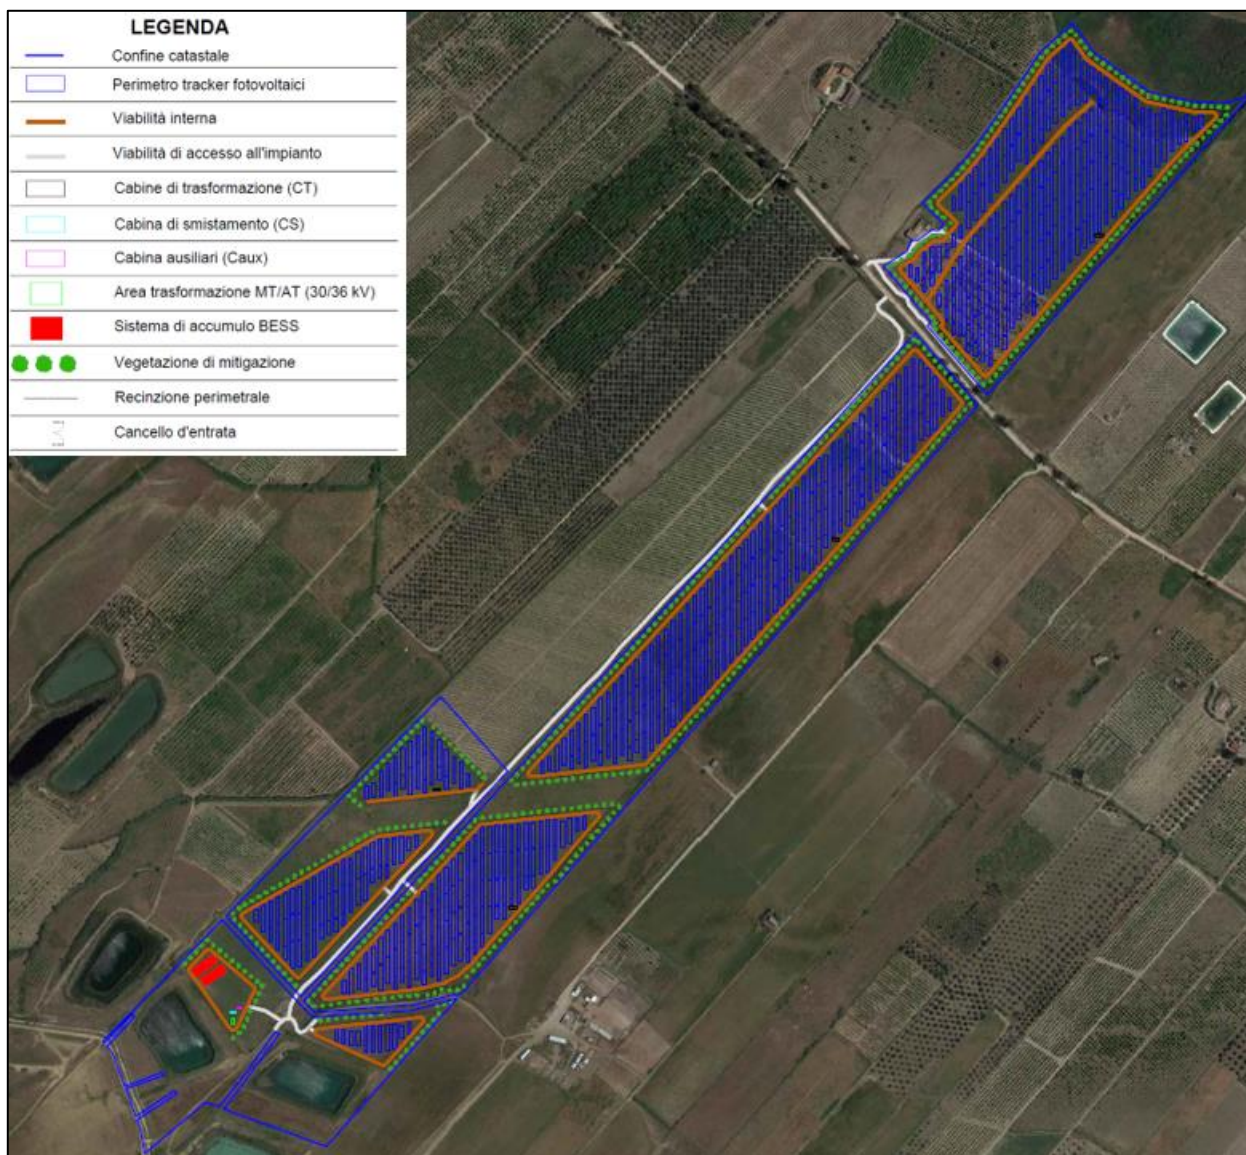 LEGENDA
Confine catastale
Perimetro tracker fotovoltaici
Viabilità interna
Viabilità di accesso all'impianto
Cabine di trasformazione (CT)
Cabina di smistamento (CS)
Cabina ausiliari (Caux)
Area trasformazione MT/AT (30/36 kV)
Sistema di accumulo BESS
Vegetazione di mitigazione
Recinzione perimetrale
Cancello d'entrata